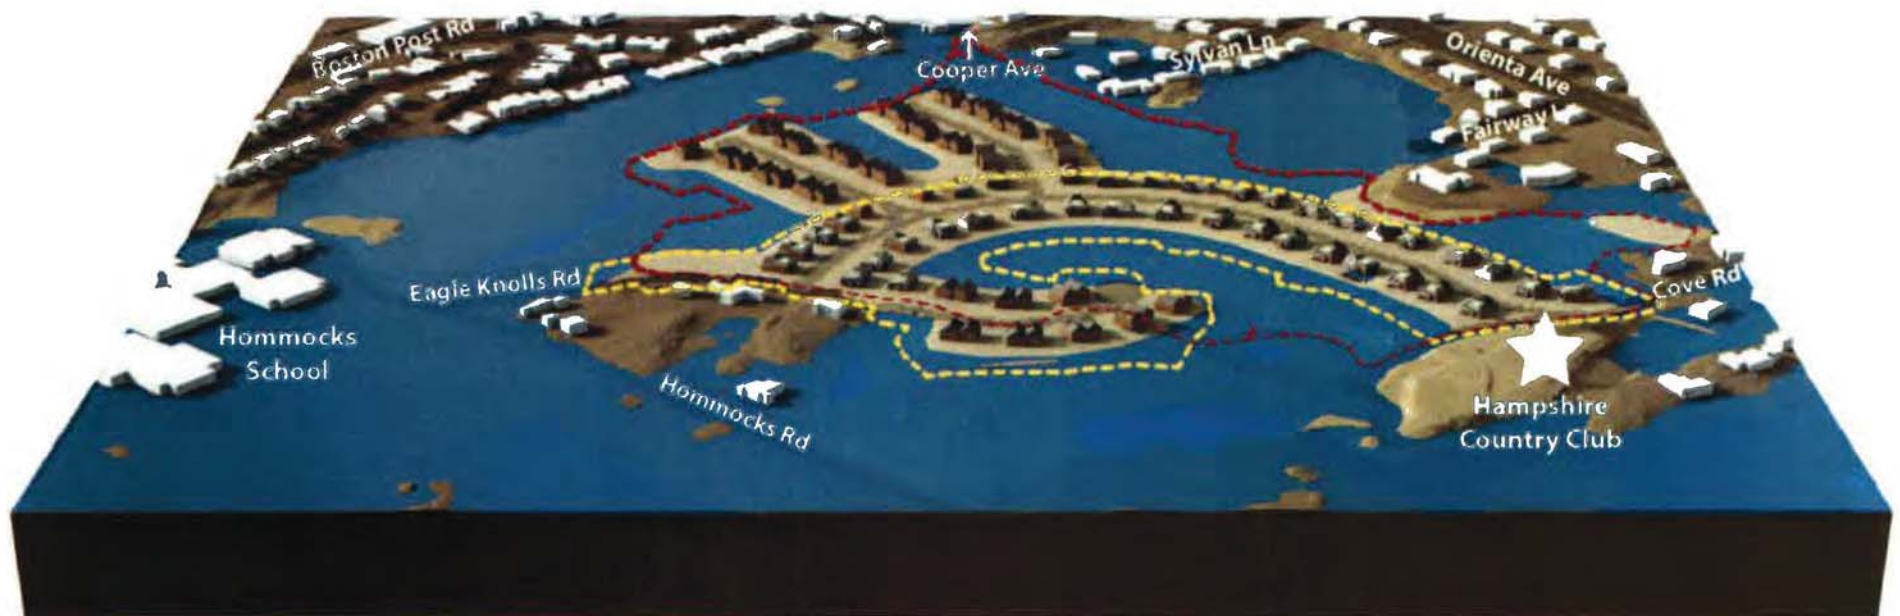 Boston Post Rd
Cooper Ave
Sylvan Ln
Orienta Ave
Fairway L
Eagle Knolls Rd
Cove Rd
Hommocks
School
Hommocks Rd
Hampshire
Country Club